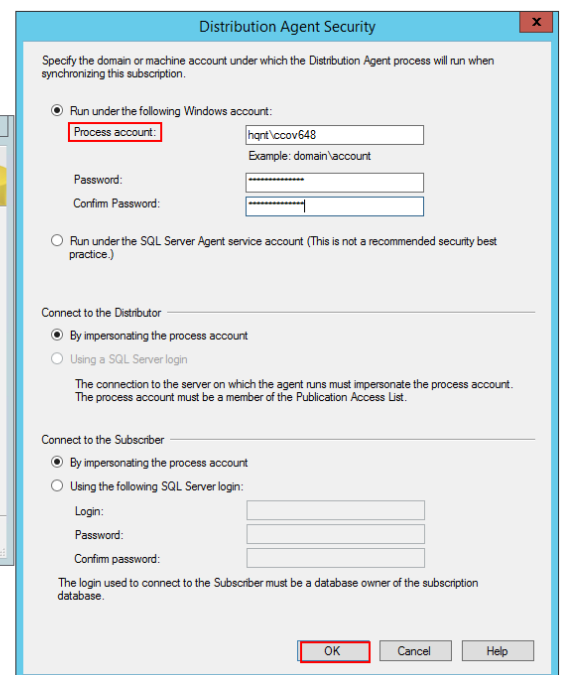 Distribution Agent Security
x
Specify the domain or machine account under which the Distribution Agent process will run when
synchronizing this subscription.
Run under the following Windows account:
Process account:
hqnt\ccov648
Example: domain\account
Password:
**************
Confirm Password:
**************
Run under the SQL Server Agent service account (This is not a recommended security best
practice.)
Connect to the Distributor
By impersonating the process account
Using a SQL Server login
The connection to the server on which the agent runs must impersonate the process account.
The process account must be a member of the Publication Access List.
Connect to the Subscriber
By impersonating the process account
Using the following SQL Server login:
Login:
Password:
Confirm password:
The login used to connect to the Subscriber must be a database owner of the subscription
database.
OK
Cancel
Help